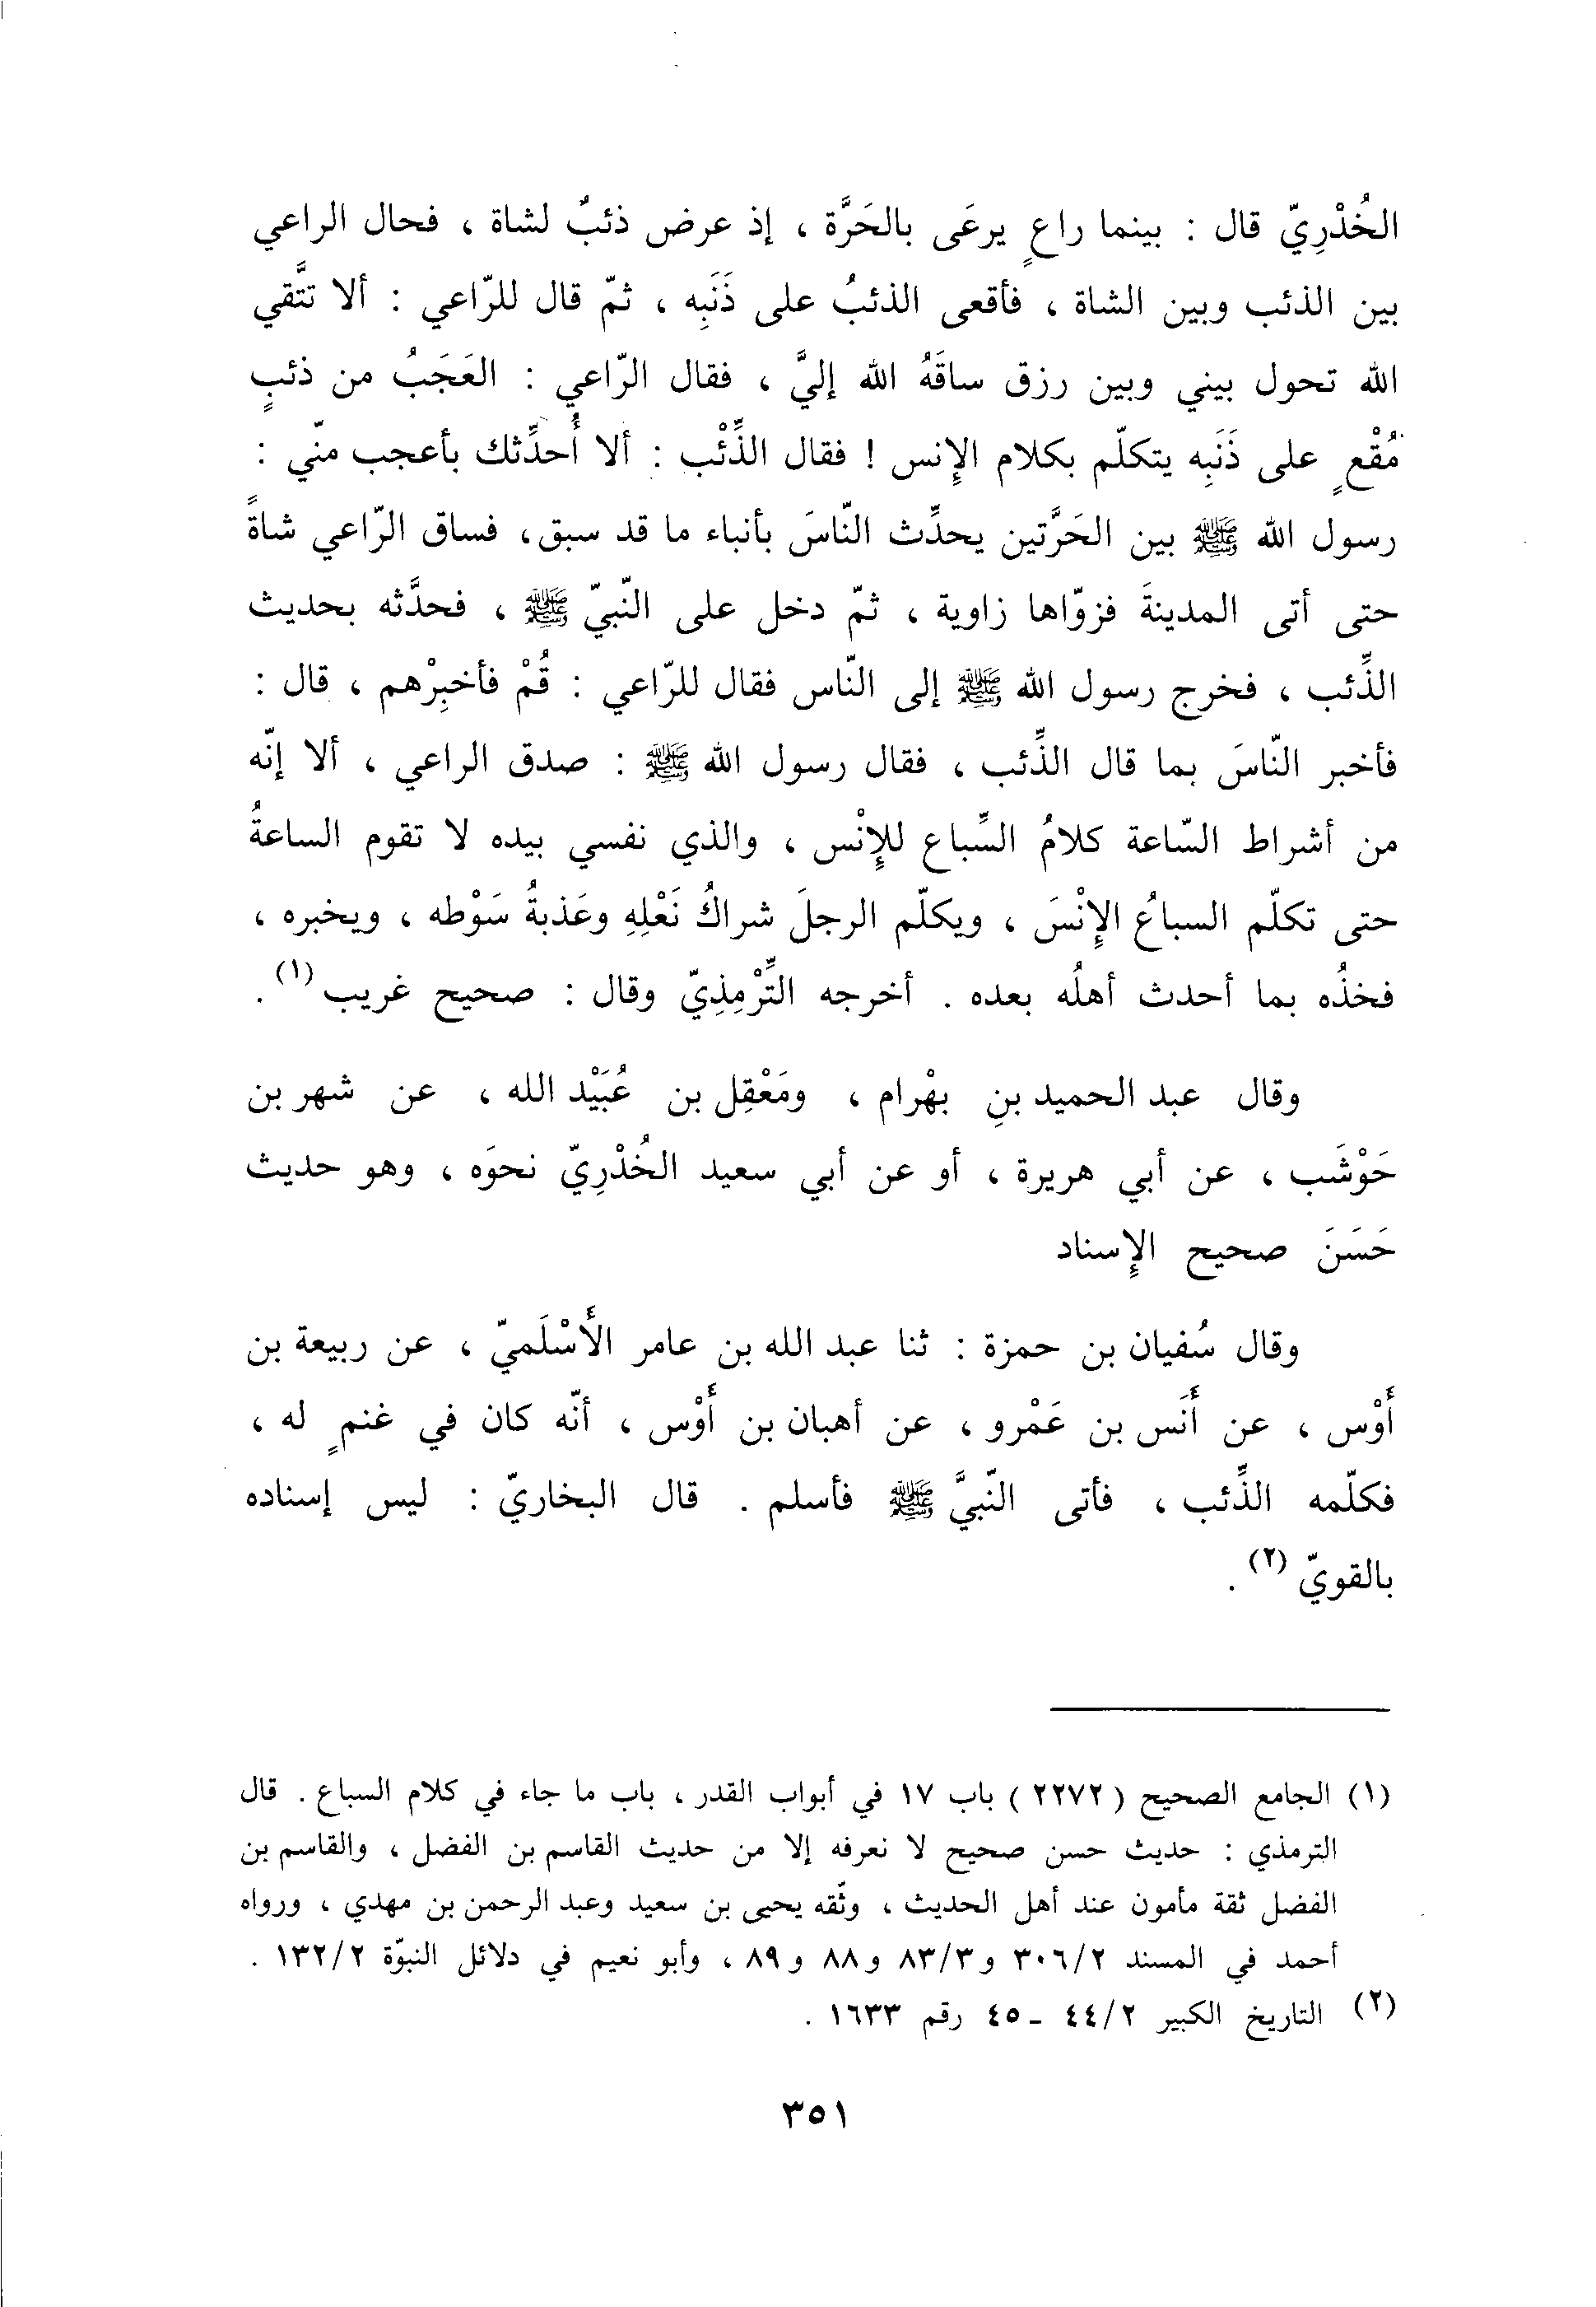 الخُدْرِيّ قال : بينما راعٍ يرعَى بالحَرَّة ، إذ عرض ذئبٌ لشاة ، فحال الراعي
بين الذئب وبين الشاة ، فأقعى الذئبُ على ذَنَبِه ، ثمّ قال للرّاعي : ألا تتَّقي
الله تحول بيني وبين رزق ساقَهُ الله إليَّ ، فقال الرّاعي : العَجَبُ من ذئبٍ
مُقْعٍ على ذَنَبِه يتكلّم بكلام الإِنس ! فقال الذِّئْب : ألا أُحدِّثك بأعجب منّي :
رسول الله ﷺ بين الحَرَّتين يحدِّث النّاسَ بأنباء ما قد سبق، فساق الرّاعي شاةً
حتى أتى المدينةَ فزوّاها زاوية ، ثمّ دخل على النّبيّ ﷺ ، فحدَّثه بحديث
الذِّئب ، فخرج رسول الله ﷺ إلى النّاس فقال للرّاعي : قُمْ فأخبِرْهم ، قال :
فأخبر النّاسَ بما قال الذِّئب ، فقال رسول الله ﷺ : صدق الراعي ، ألا إنّه
من أشراط السّاعة كلامُ السِّباع للإِنْس ، والذي نفسي بيده لا تقوم الساعةُ
حتى تكلّم السباعُ الإِنْسَ ، ويكلّم الرجلَ شراكُ نَعْلِهِ وعَذبةُ سَوْطه ، ويخبره ،
فخذُه بما أحدث أهلُه بعده . أخرجه التِّرْمِذِيّ وقال : صحيح غريب (١) .
وقال عبد الحميد بنِ بهْرام ، ومَعْقِل بن عُبَيْد الله ، عن شهر بن
حَوْشَب ، عن أبي هريرة ، أو عن أبي سعيد الخُدْرِيّ نحوَه ، وهو حديث
حَسَنَ صحيح الإِسناد
وقال سُفيان بن حمزة : ثنا عبد الله بن عامر الأَسْلَميّ ، عن ربيعة بن
أَوْس ، عن أَنَس بن عَمْرو ، عن أهبان بن أَوْس ، أنّه كان في غنمٍ له ،
فكلّمه الذِّئب ، فأتى النّبيَّ ﷺ فأسلم . قال البخاريّ : ليس إسناده
بالقويّ (٢) .
(١) الجامع الصحيح ( ٢٢٧٢ ) باب ١٧ في أبواب القدر ، باب ما جاء في كلام السباع . قال
الترمذي : حديث حسن صحيح لا نعرفه إلا من حديث القاسم بن الفضل ، والقاسم بن
الفضل ثقة مأمون عند أهل الحديث ، وثّقه يحيى بن سعيد وعبد الرحمن بن مهدي ، ورواه
أحمد في المسند ٣٠٦/٢ و ٨٣/٣ و ٨٨ و ٨٩ ، وأبو نعيم في دلائل النبوّة ١٣٢/٢ .
(٢) التاريخ الكبير ٤٤/٢ ـ ٤٥ رقم ١٦٣٣ .
٣٥١